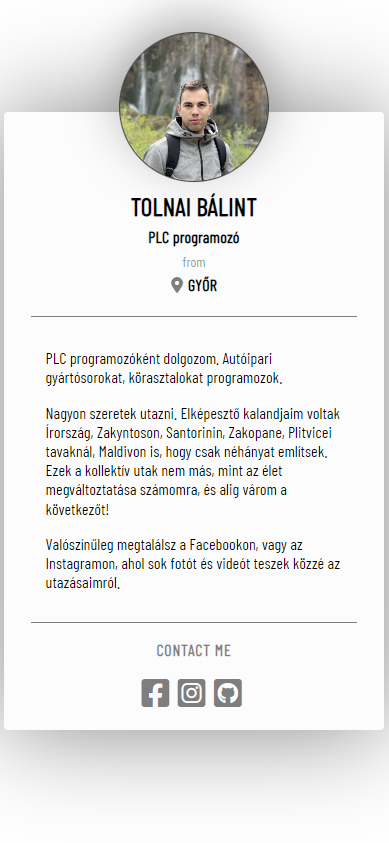 TOLNAI BÁLINT
PLC programozó
from
GYŐR
PLC programozóként dolgozom. Autóipari
gyártósorokat, körasztalokat programozok.
Nagyon szeretek utazni. Elképesztő kalandjaim voltak
Írország, Zakyntoson, Santorinin, Zakopane, Plitvicei
tavaknál, Maldivon is, hogy csak néhányat említsek.
Ezek a kollektív utak nem más, mint az élet
megváltoztatása számomra, és alig várom a
következőt!
Valószínűleg megtalálsz a Facebookon, vagy az
Instagramon, ahol sok fotót és videót teszek közzé az
utazásaimról.
CONTACT ME